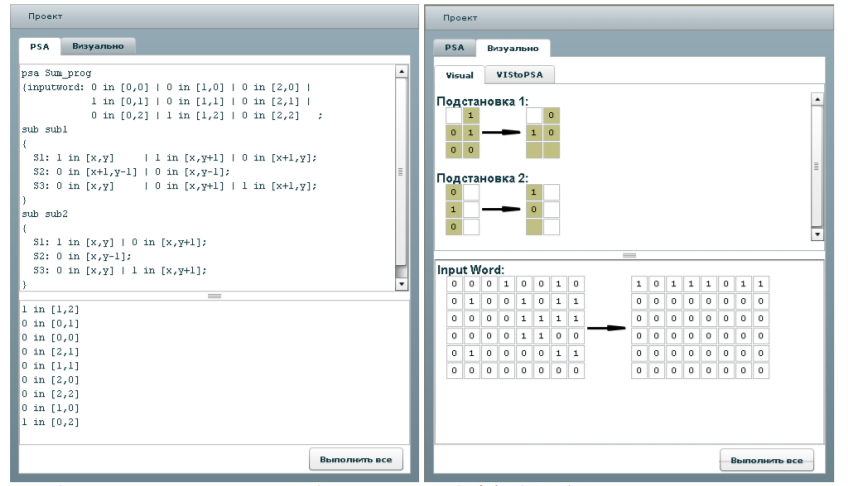 Проект
PSA Визуально
psa Sum_prog
(inputword: 0 in [0,0] | 0 in [1,0] | 0 in [2,0] |
1 in [0,1] | 0 in [1,1] | 0 in [2,1] |
0 in [0,2] | 1 in [1,2] | 0 in [2,2] ;
sub sub1
{
S1: 1 in [x,y] | 1 in [x,y+1] | 0 in [x+1,y];
S2: 0 in [x+1,y-1] | 0 in [x,y-1];
S3: 0 in [x,y] | 0 in [x,y+1] | 1 in [x+1,y];
}
sub sub2
{
S1: 1 in [x,y] | 0 in [x,y+1];
S2: 0 in [x,y-1];
S3: 0 in [x,y] | 1 in [x,y+1];
}
1 in [1,2]
0 in [0,1]
0 in [0,0]
0 in [2,1]
0 in [1,1]
0 in [2,0]
0 in [2,2]
0 in [1,0]
1 in [0,2]
Выполнить все
Проект
PSA Визуально
Visual VIStoPSA
Подстановка 1:
1 0
0 1 1 0
0 0
Подстановка 2:
0 1
1 0
0
Input Word:
0 0 0 1 0 0 1 0 1 0 1 1 1 0 1 1
0 1 0 0 1 0 1 1 0 0 0 0 0 0 0 0
0 0 0 0 1 1 1 1 0 0 0 0 0 0 0 0
0 0 0 0 1 1 0 0 0 0 0 0 0 0 0 0
0 1 0 0 0 0 1 1 0 0 0 0 0 0 0 0
0 0 0 0 0 0 0 0 0 0 0 0 0 0 0 0
Выполнить все